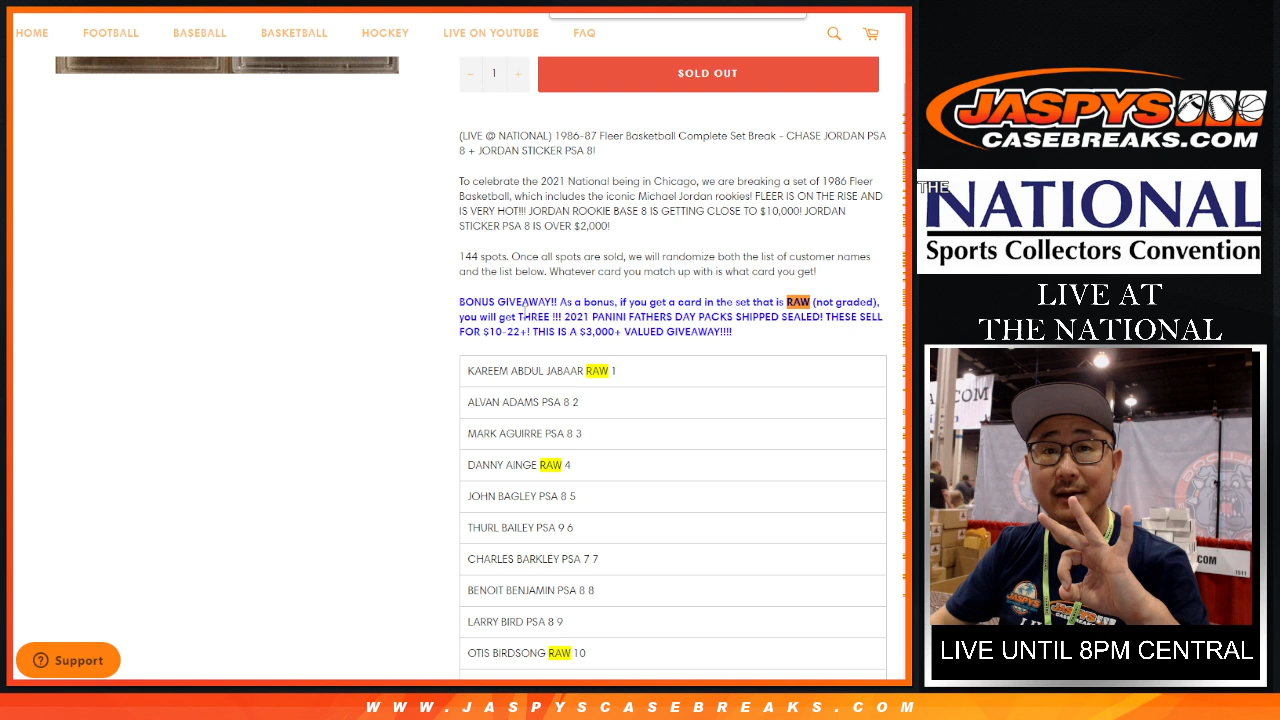 HOME FOOTBALL BASEBALL BASKETBALL HOCKEY LIVE ON YOUTUBE FAQ
− 1 + SOLD OUT
(LIVE @ NATIONAL) 1986-87 Fleer Basketball Complete Set Break - CHASE JORDAN PSA
8 + JORDAN STICKER PSA 8!
To celebrate the 2021 National being in Chicago, we are breaking a set of 1986 Fleer
Basketball, which includes the iconic Michael Jordan rookies! FLEER IS ON THE RISE AND
IS VERY HOT!!! JORDAN ROOKIE BASE 8 IS GETTING CLOSE TO $10,000! JORDAN
STICKER PSA 8 IS OVER $2,000!
144 spots. Once all spots are sold, we will randomize both the list of customer names
and the list below. Whatever card you match up with is what card you get!
BONUS GIVEAWAY!! As a bonus, if you get a card in the set that is RAW (not graded),
you will get THREE !!! 2021 PANINI FATHERS DAY PACKS SHIPPED SEALED! THESE SELL
FOR $10-22+! THIS IS A $3,000+ VALUED GIVEAWAY!!!!
KAREEM ABDUL JABAAR RAW 1
ALVAN ADAMS PSA 8 2
MARK AGUIRRE PSA 8 3
DANNY AINGE RAW 4
JOHN BAGLEY PSA 8 5
THURL BAILEY PSA 9 6
CHARLES BARKLEY PSA 7 7
BENOIT BENJAMIN PSA 8 8
LARRY BIRD PSA 8 9
OTIS BIRDSONG RAW 10
Support
JASPYS
CASEBREAKS.COM
THE
NATIONAL
Sports Collectors Convention
LIVE AT
THE NATIONAL
JASPYS
JASPYS
CASEBREAKS
LIVE UNTIL 8PM CENTRAL
WWW.JASPYSCASEBREAKS.COM